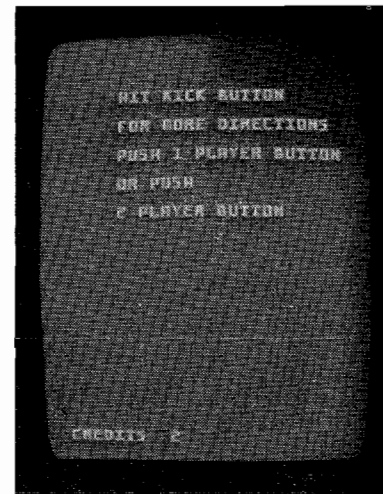 HIT KICK BUTTON
FOR MORE DIRECTIONS
PUSH 1 PLAYER BUTTON
OR PUSH
2 PLAYER BUTTON
CREDITS 2